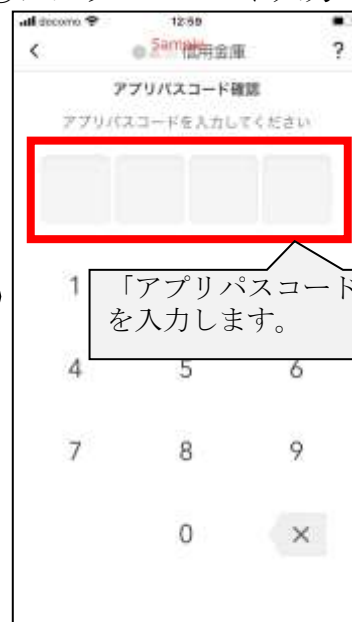 docomo 12:59
Sample 信用金庫 ?
アプリパスコード確認
アプリパスコードを入力してください
1
「アプリパスコード
を入力します。
4 5 6
7 8 9
0 ×